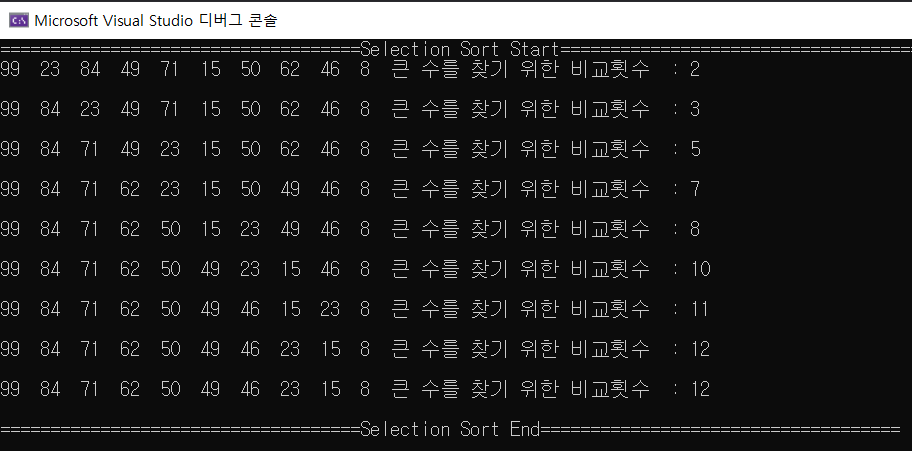 Microsoft Visual Studio 디버그 콘솔
====================================Selection Sort Start====================================
99 23 84 49 71 15 50 62 46 8 큰 수를 찾기 위한 비교횟수 : 2
99 84 23 49 71 15 50 62 46 8 큰 수를 찾기 위한 비교횟수 : 3
99 84 71 49 23 15 50 62 46 8 큰 수를 찾기 위한 비교횟수 : 5
99 84 71 62 23 15 50 49 46 8 큰 수를 찾기 위한 비교횟수 : 7
99 84 71 62 50 15 23 49 46 8 큰 수를 찾기 위한 비교횟수 : 8
99 84 71 62 50 49 23 15 46 8 큰 수를 찾기 위한 비교횟수 : 10
99 84 71 62 50 49 46 15 23 8 큰 수를 찾기 위한 비교횟수 : 11
99 84 71 62 50 49 46 23 15 8 큰 수를 찾기 위한 비교횟수 : 12
99 84 71 62 50 49 46 23 15 8 큰 수를 찾기 위한 비교횟수 : 12
====================================Selection Sort End====================================